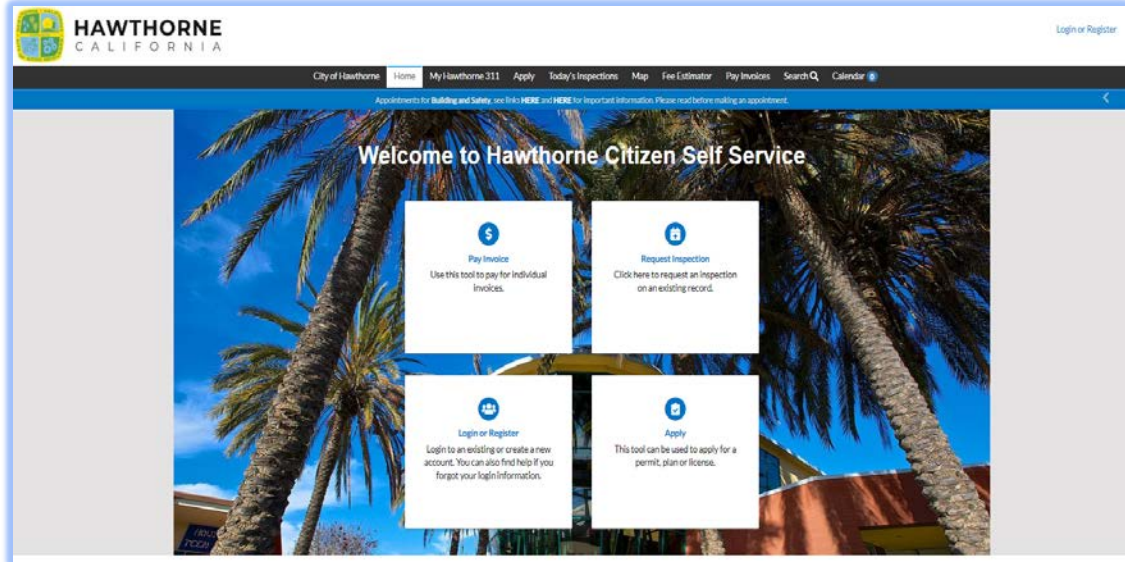 HAWTHORNE
CALIFORNIA
Login or Register
City of Hawthorne Home My Hawthorne 311 Apply Today's Inspections Map Fee Estimator Pay Invoices Search Calendar 0
Appointments for Building and Safety, see links HERE and HERE for important information. Please read before making an appointment.
Welcome to Hawthorne Citizen Self Service
Pay Invoice
Use this tool to pay for individual
invoices.
Request Inspection
Click here to request an inspection
on an existing record.
Login or Register
Login to an existing or create a new
account. You can also find help if you
forgot your login information.
Apply
This tool can be used to apply for a
permit, plan or license.